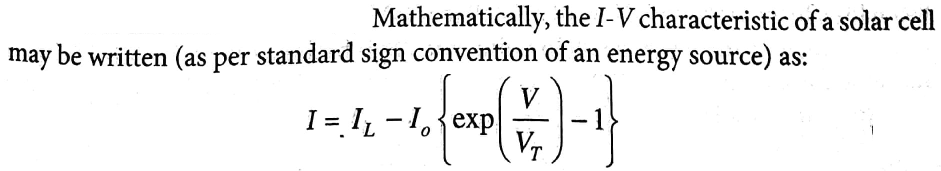 Mathematically, the I-V characteristic of a solar cell
may be written (as per standard sign convention of an energy source) as:
I = I_L − I_o {exp(V/V_T) − 1}